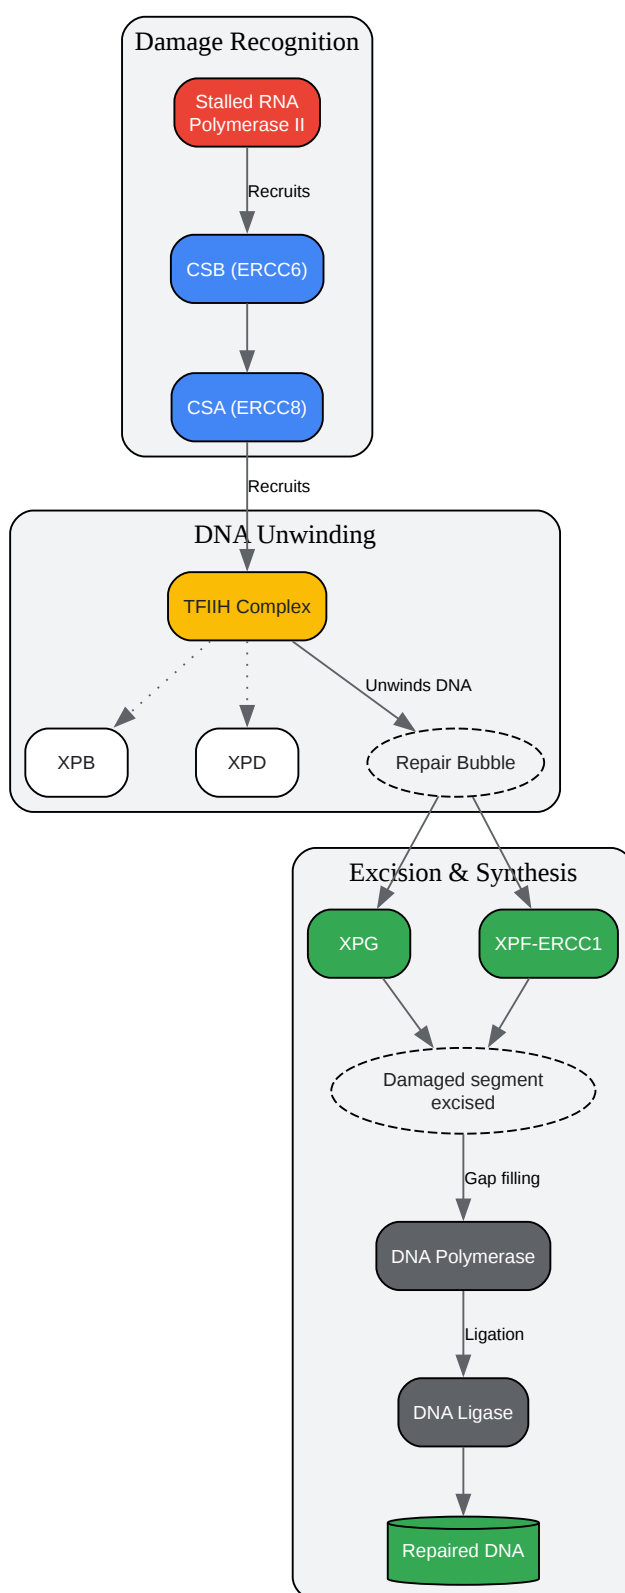 Damage Recognition
Stalled RNA
Polymerase II
Recruits
CSB (ERCC6)
CSA (ERCC8)
Recruits
DNA Unwinding
TFIIH Complex
Unwinds DNA
XPB
XPD
Repair Bubble
Excision & Synthesis
XPG
XPF-ERCC1
Damaged segment
excised
Gap filling
DNA Polymerase
Ligation
DNA Ligase
Repaired DNA